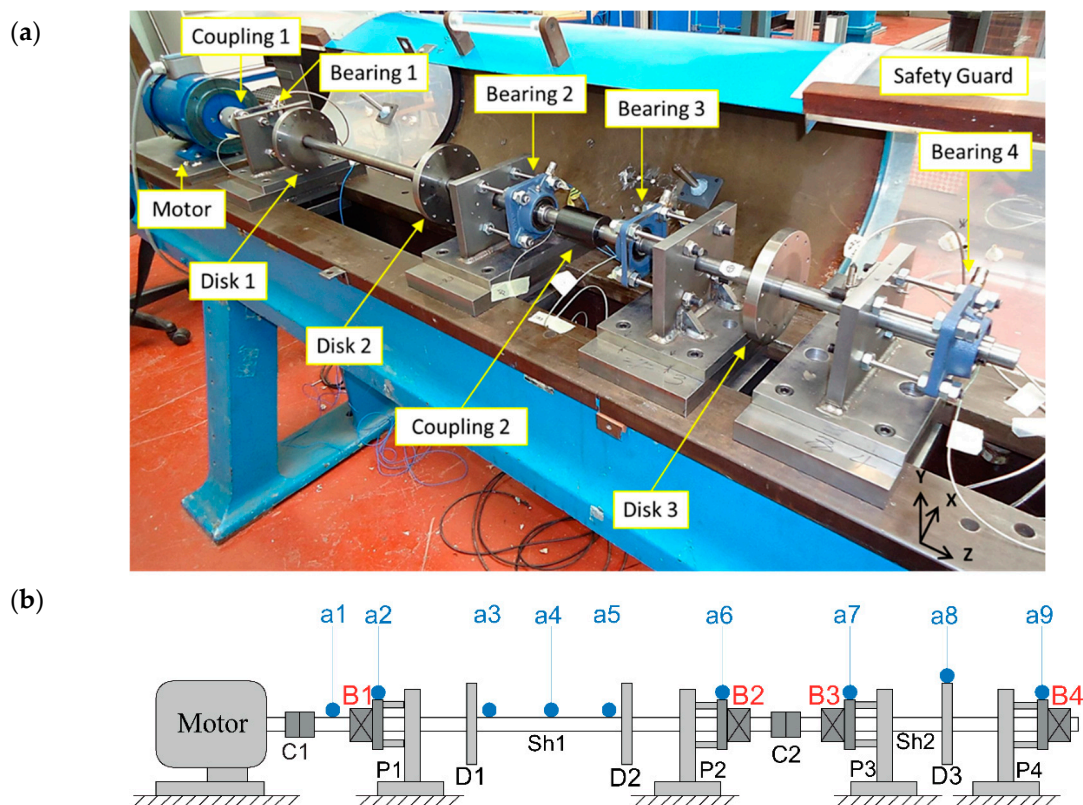 (a)
Coupling 1
Bearing 1
Bearing 2
Bearing 3
Safety Guard
Bearing 4
Motor
Disk 1
Disk 2
Coupling 2
Disk 3
Y
X
Z
(b)
a1 a2 a3 a4 a5 a6 a7 a8 a9
B1 B2 B3 B4
Motor
C1 P1 D1 Sh1 D2 P2 C2 P3 Sh2 D3 P4